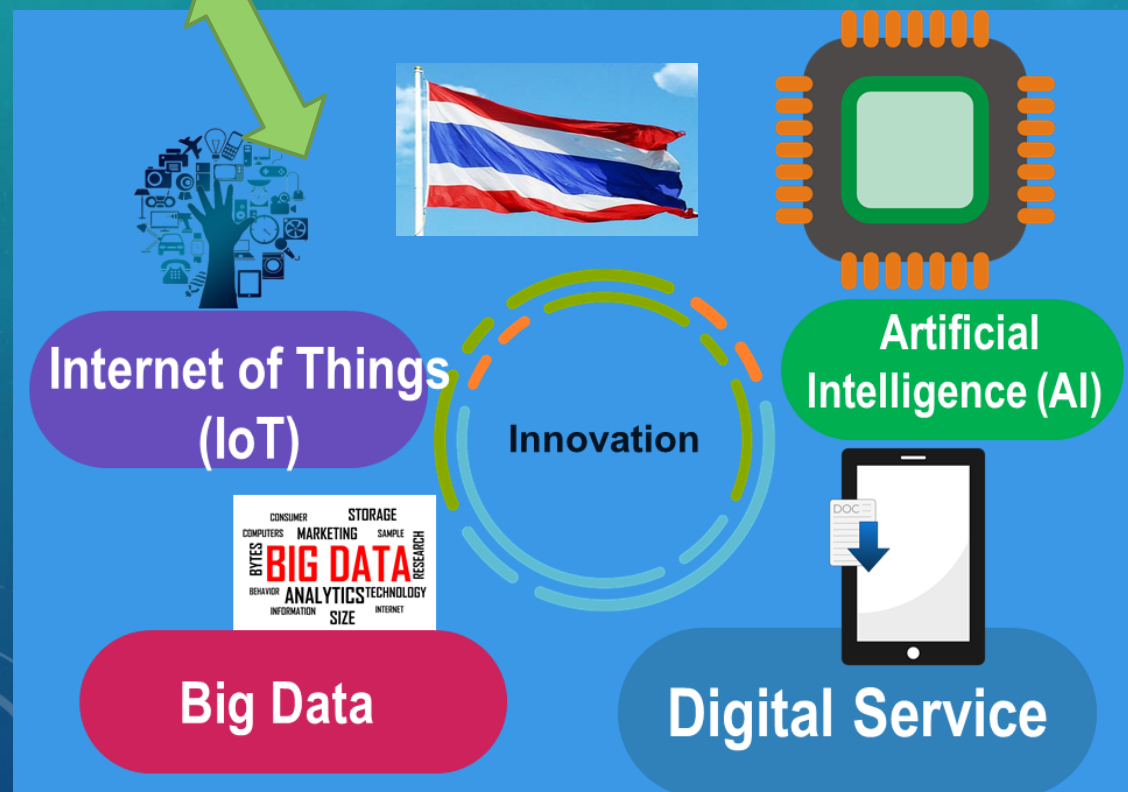 Internet of Things
(IoT)
Artificial
Intelligence (AI)
Innovation
CONSUMER STORAGE
COMPUTERS MARKETING SAMPLE
BYTES BIG DATA RESEARCH
BEHAVIOR ANALYTICS TECHNOLOGY
INFORMATION SIZE INTERNET
DOC
Big Data
Digital Service